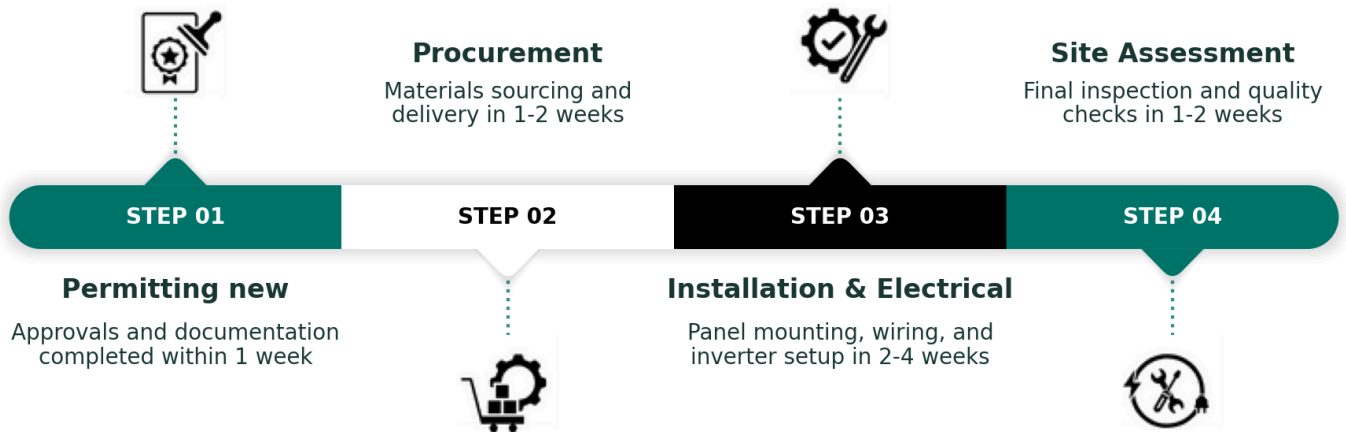 STEP 01
Permitting new
Approvals and documentation
completed within 1 week
STEP 02
Procurement
Materials sourcing and
delivery in 1-2 weeks
STEP 03
Installation & Electrical
Panel mounting, wiring, and
inverter setup in 2-4 weeks
STEP 04
Site Assessment
Final inspection and quality
checks in 1-2 weeks